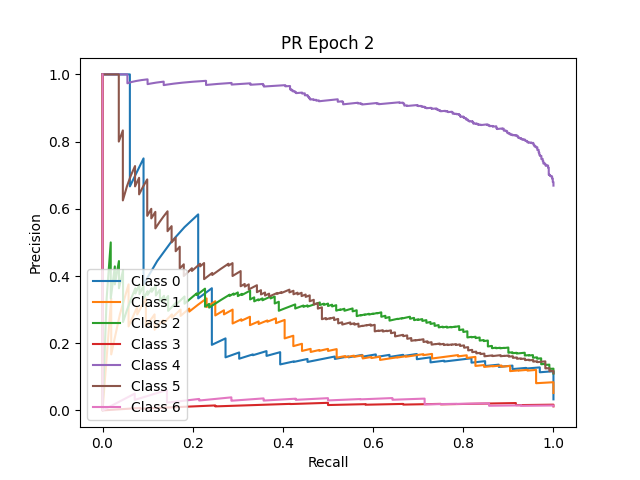 PR Epoch 2
Precision
1.0
0.8
0.6
0.4
0.2
0.0
Class 0
Class 1
Class 2
Class 3
Class 4
Class 5
Class 6
0.0 0.2 0.4 0.6 0.8 1.0
Recall